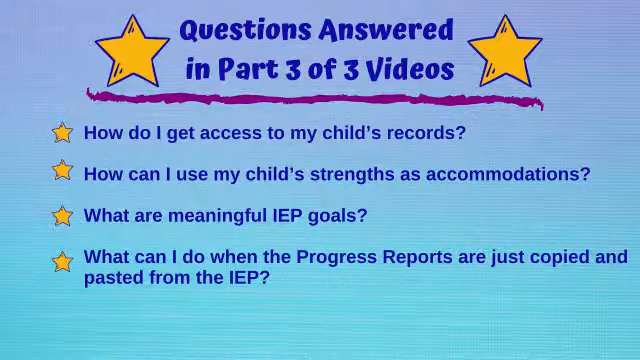 Questions Answered
in Part 3 of 3 Videos
How do I get access to my child's records?
How can I use my child's strengths as accommodations?
What are meaningful IEP goals?
What can I do when the Progress Reports are just copied and
pasted from the IEP?